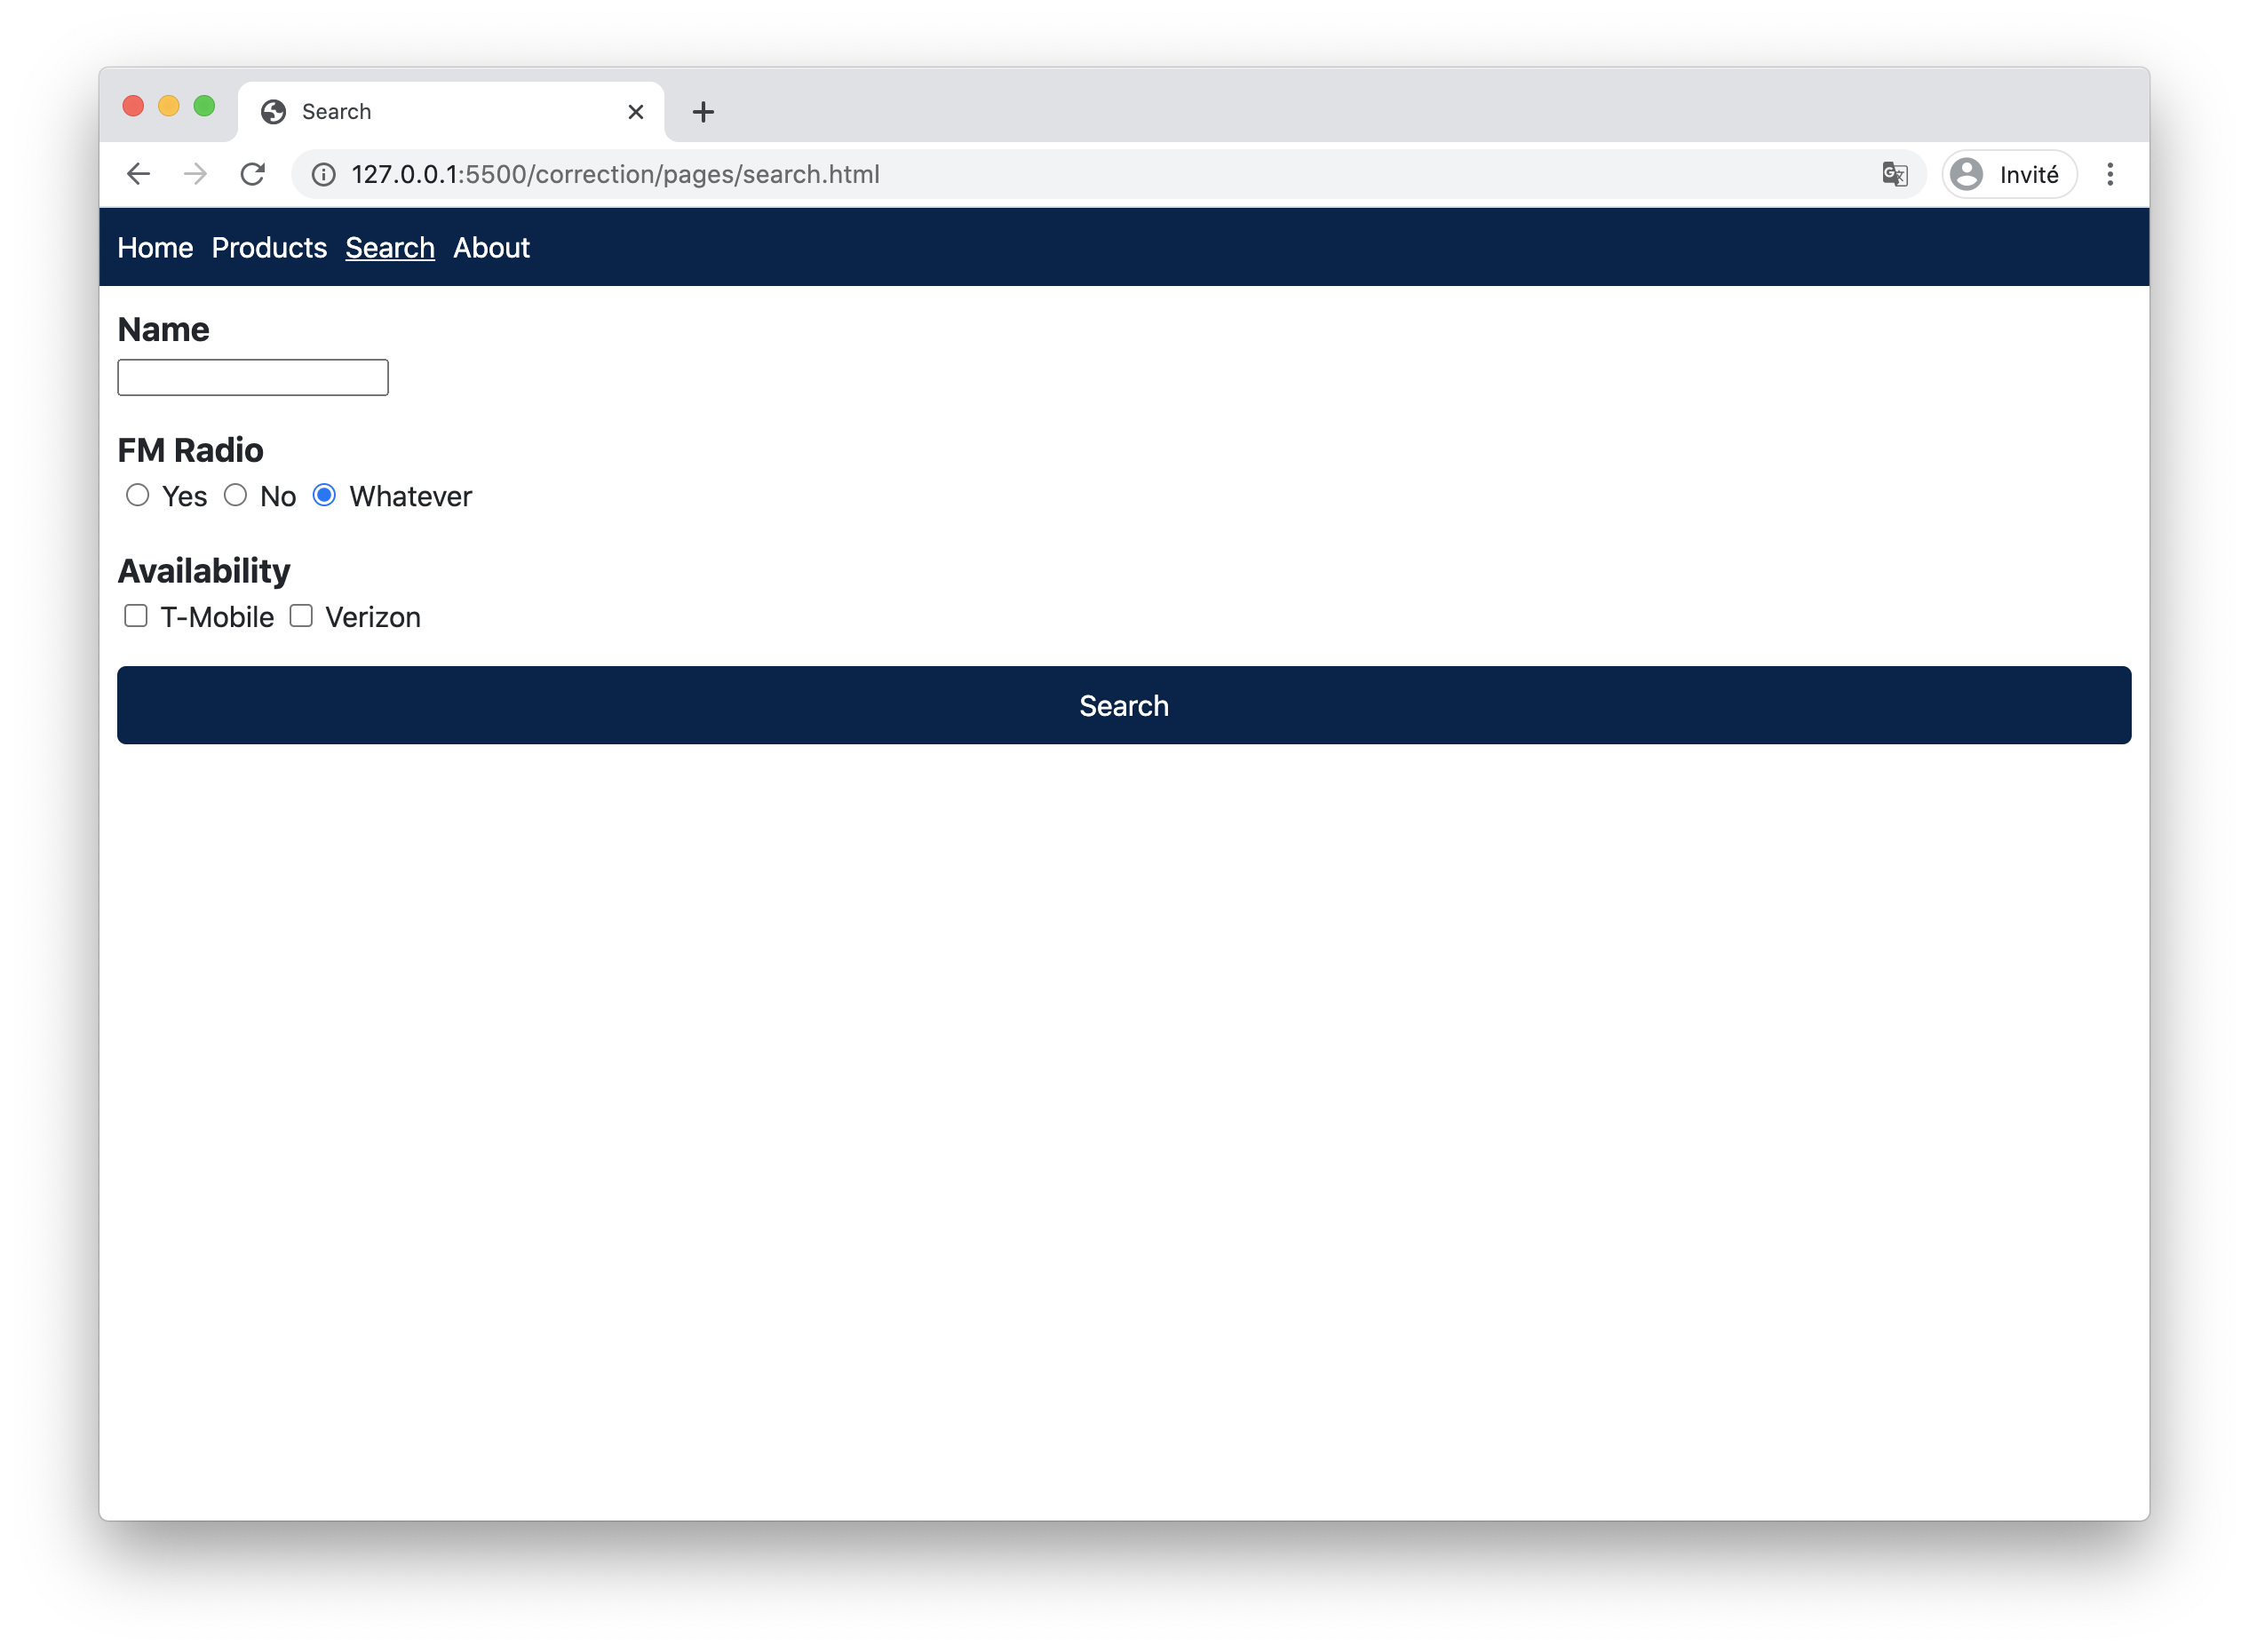 Search
127.0.0.1:5500/correction/pages/search.html
Invité
Home Products Search About
Name
FM Radio
Yes No Whatever
Availability
T-Mobile Verizon
Search